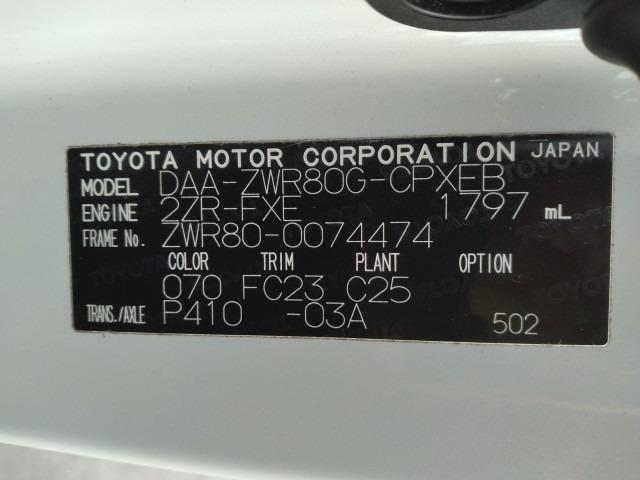 TOYOTA MOTOR CORPORATION JAPAN
MODEL DAA-ZWR80G-CPXEB
ENGINE 2ZR-FXE 1797 mL
FRAME No. ZWR80-0074474
COLOR TRIM PLANT OPTION
070 FC23 C25
TRANS./AXLE P410 -03A 502